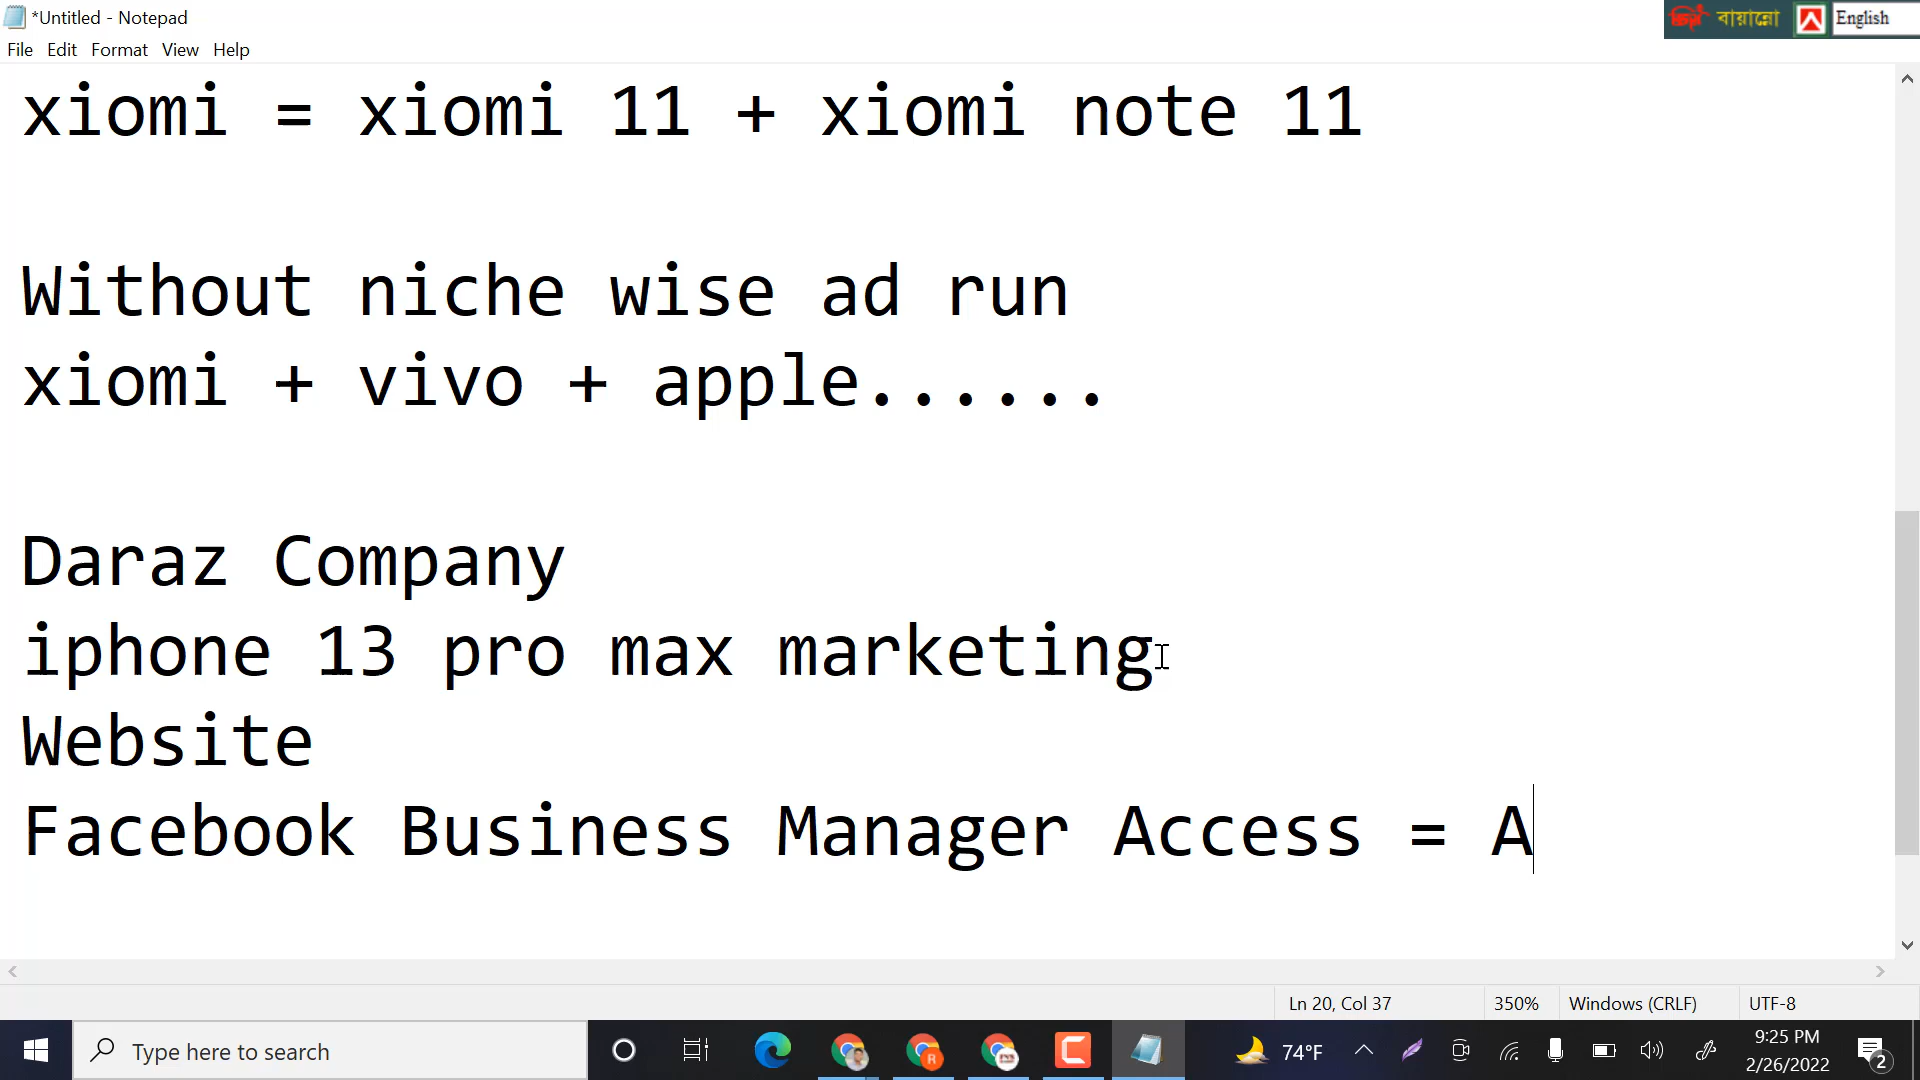 *Untitled - Notepad
বায়ান্নো
English
File Edit Format View Help
xiomi = xiomi 11 + xiomi note 11
Without niche wise ad run
xiomi + vivo + apple......
Daraz Company
iphone 13 pro max marketing
Website
Facebook Business Manager Access = A
Ln 20, Col 37
350%
Windows (CRLF)
UTF-8
Type here to search
74°F
9:25 PM
2/26/2022
2